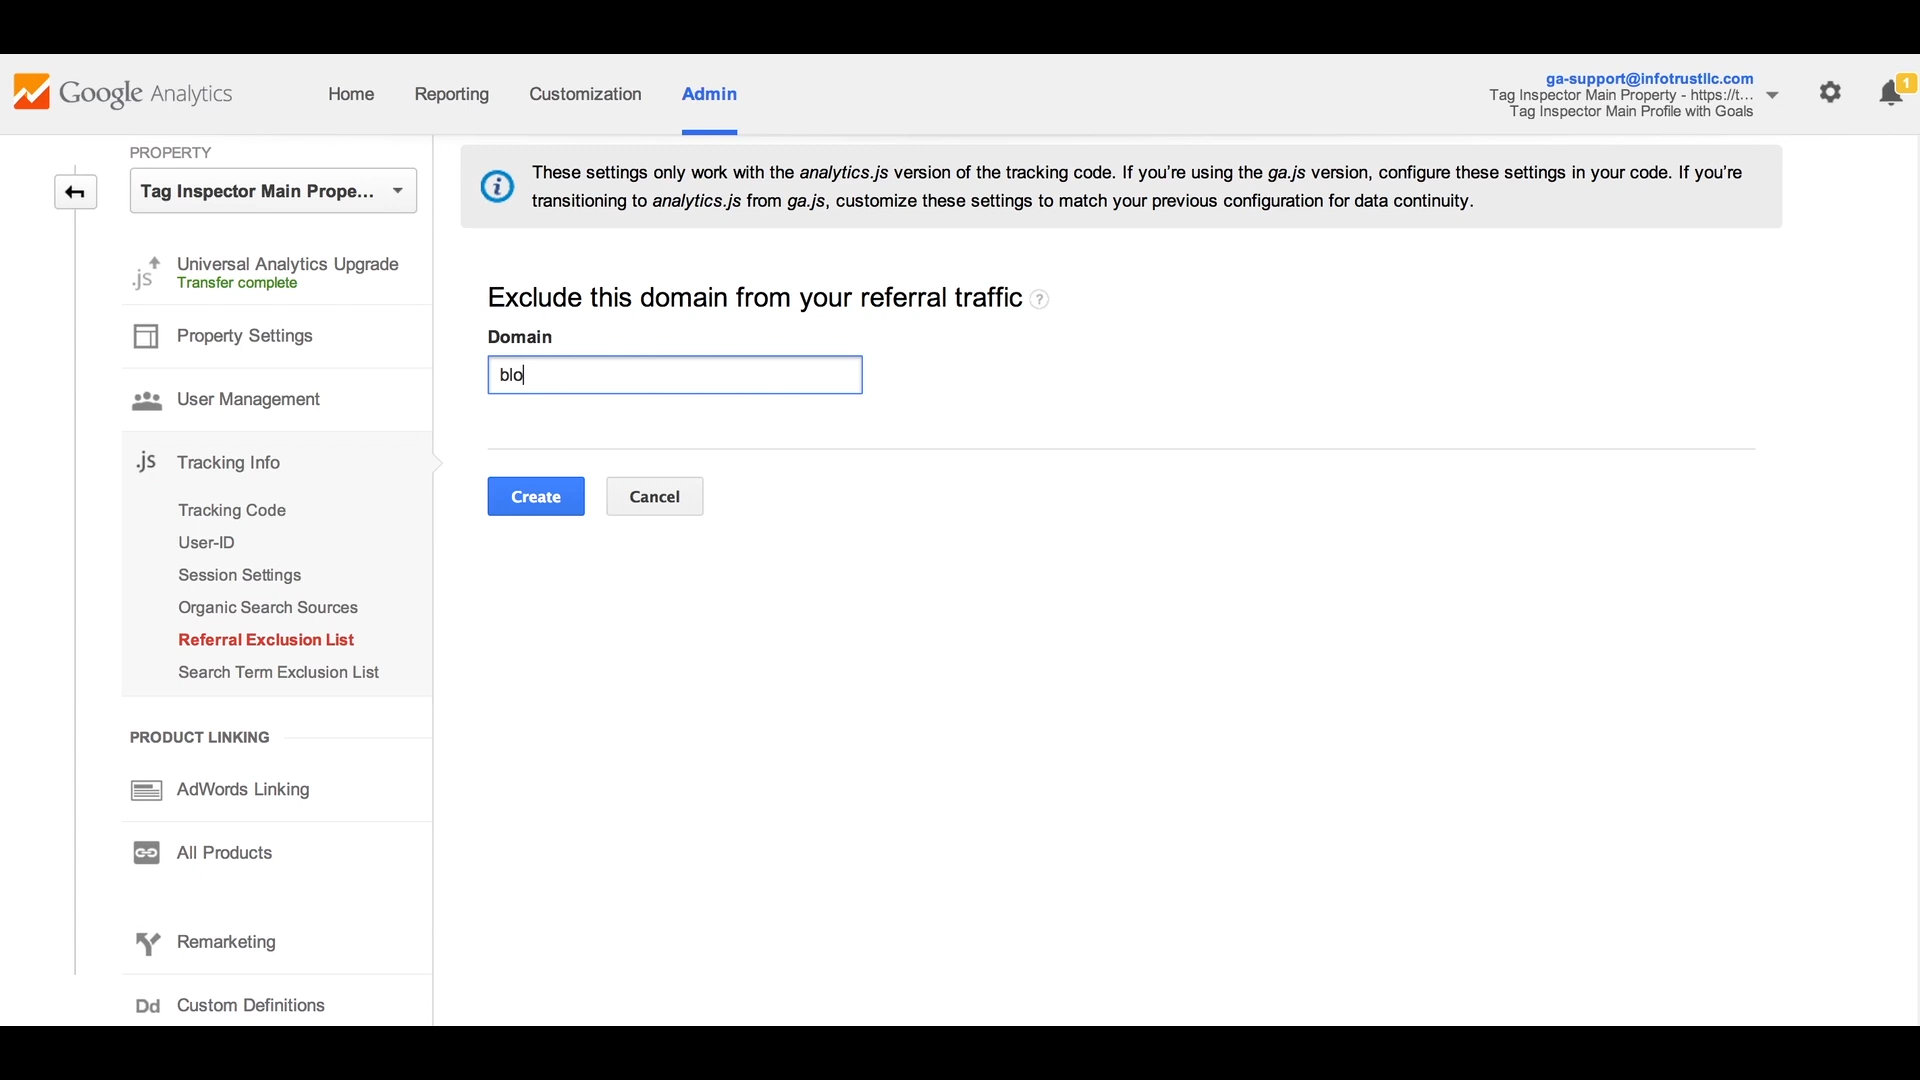 Google Analytics
Home
Reporting
Customization
Admin
ga-support@infotrustllc.com
Tag Inspector Main Property - https://t...
Tag Inspector Main Profile with Goals
1
PROPERTY
Tag Inspector Main Prope...
.js
Universal Analytics Upgrade
Transfer complete
Property Settings
User Management
.js
Tracking Info
Tracking Code
User-ID
Session Settings
Organic Search Sources
Referral Exclusion List
Search Term Exclusion List
PRODUCT LINKING
AdWords Linking
All Products
Remarketing
Dd
Custom Definitions
These settings only work with the analytics.js version of the tracking code. If you're using the ga.js version, configure these settings in your code. If you're
transitioning to analytics.js from ga.js, customize these settings to match your previous configuration for data continuity.
Exclude this domain from your referral traffic ?
Domain
blo
Create
Cancel